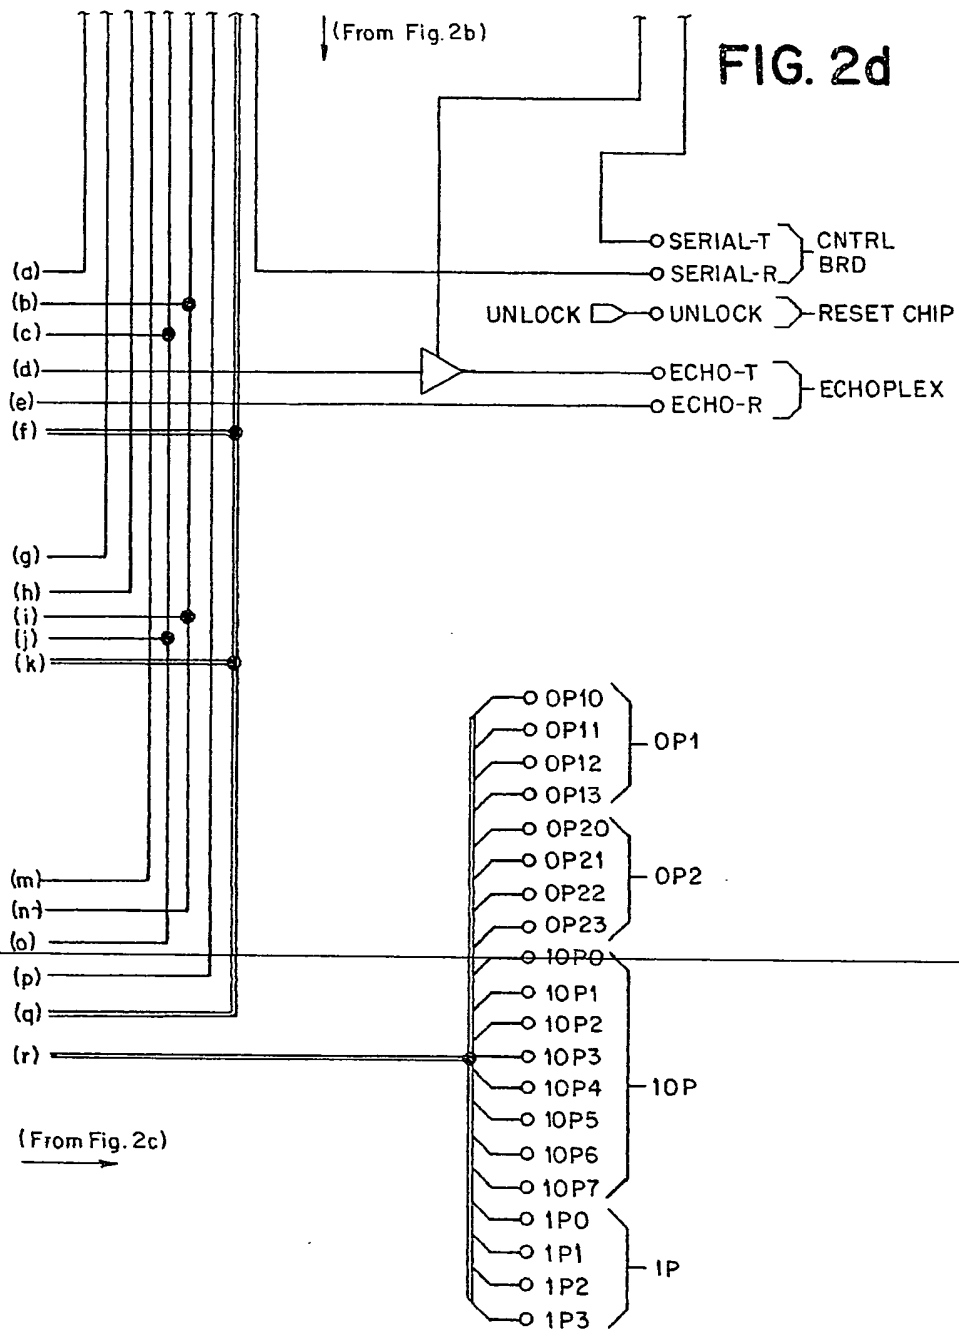 (From Fig. 2b)
FIG. 2d
SERIAL-T
SERIAL-R
CNTRL
BRD
UNLOCK
UNLOCK
RESET CHIP
ECHO-T
ECHO-R
ECHOPLEX
(a)
(b)
(c)
(d)
(e)
(f)
(g)
(h)
(i)
(j)
(k)
(m)
(n)
(o)
(p)
(q)
(r)
OP10
OP11
OP12
OP13
OP1
OP20
OP21
OP22
OP23
OP2
10P0
10P1
10P2
10P3
10P4
10P5
10P6
10P7
10P
1P0
1P1
1P2
1P3
1P
(From Fig. 2c)